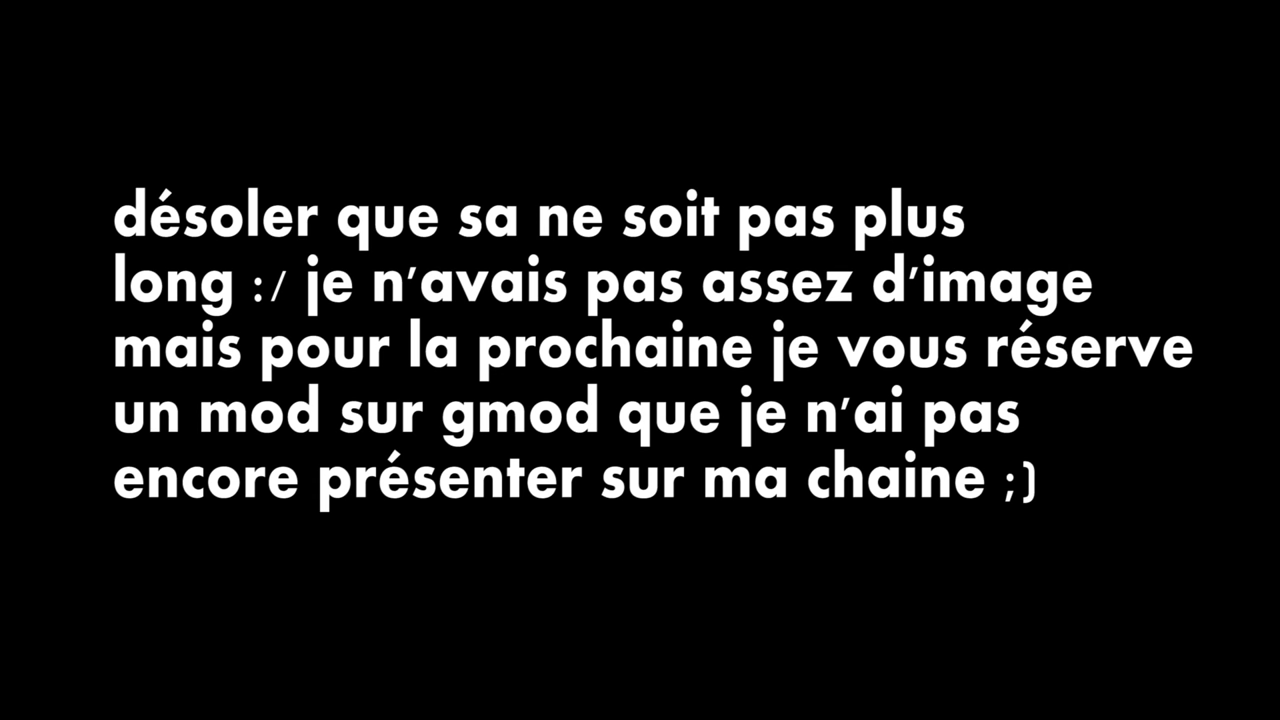 désoler que sa ne soit pas plus
long :/ je n'avais pas assez d'image
mais pour la prochaine je vous réserve
un mod sur gmod que je n'ai pas
encore présenter sur ma chaine ;)